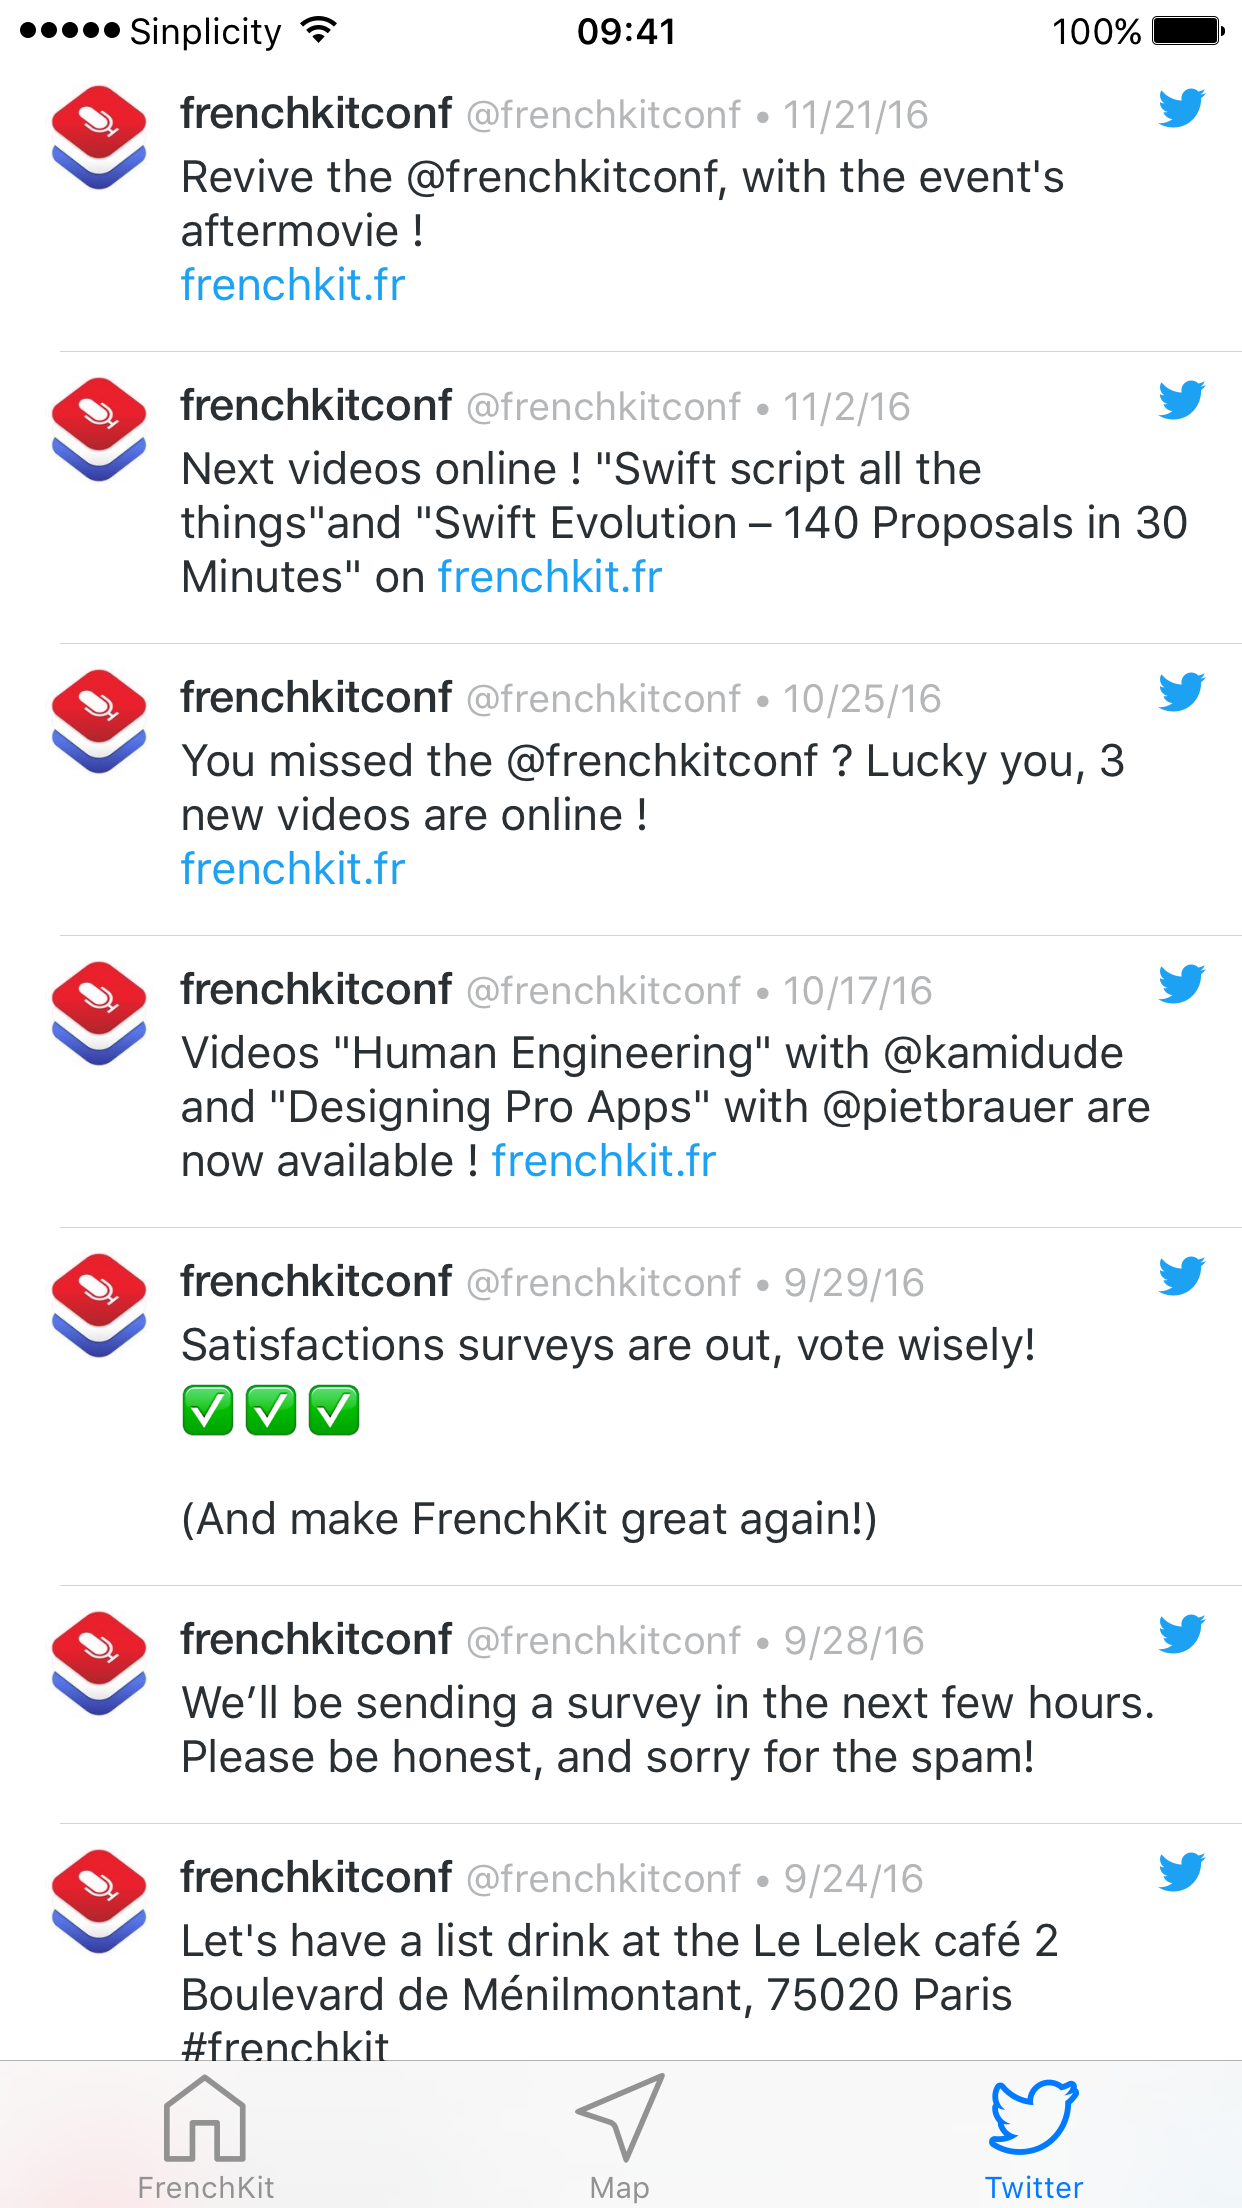 Sinplicity 09:41 100%
frenchkitconf @frenchkitconf • 11/21/16
Revive the @frenchkitconf, with the event's
aftermovie !
frenchkit.fr
frenchkitconf @frenchkitconf • 11/2/16
Next videos online ! "Swift script all the
things"and "Swift Evolution – 140 Proposals in 30
Minutes" on frenchkit.fr
frenchkitconf @frenchkitconf • 10/25/16
You missed the @frenchkitconf ? Lucky you, 3
new videos are online !
frenchkit.fr
frenchkitconf @frenchkitconf • 10/17/16
Videos "Human Engineering" with @kamidude
and "Designing Pro Apps" with @pietbrauer are
now available ! frenchkit.fr
frenchkitconf @frenchkitconf • 9/29/16
Satisfactions surveys are out, vote wisely!
✅✅✅
(And make FrenchKit great again!)
frenchkitconf @frenchkitconf • 9/28/16
We’ll be sending a survey in the next few hours.
Please be honest, and sorry for the spam!
frenchkitconf @frenchkitconf • 9/24/16
Let's have a list drink at the Le Lelek café 2
Boulevard de Ménilmontant, 75020 Paris
#frenchkit
FrenchKit Map Twitter